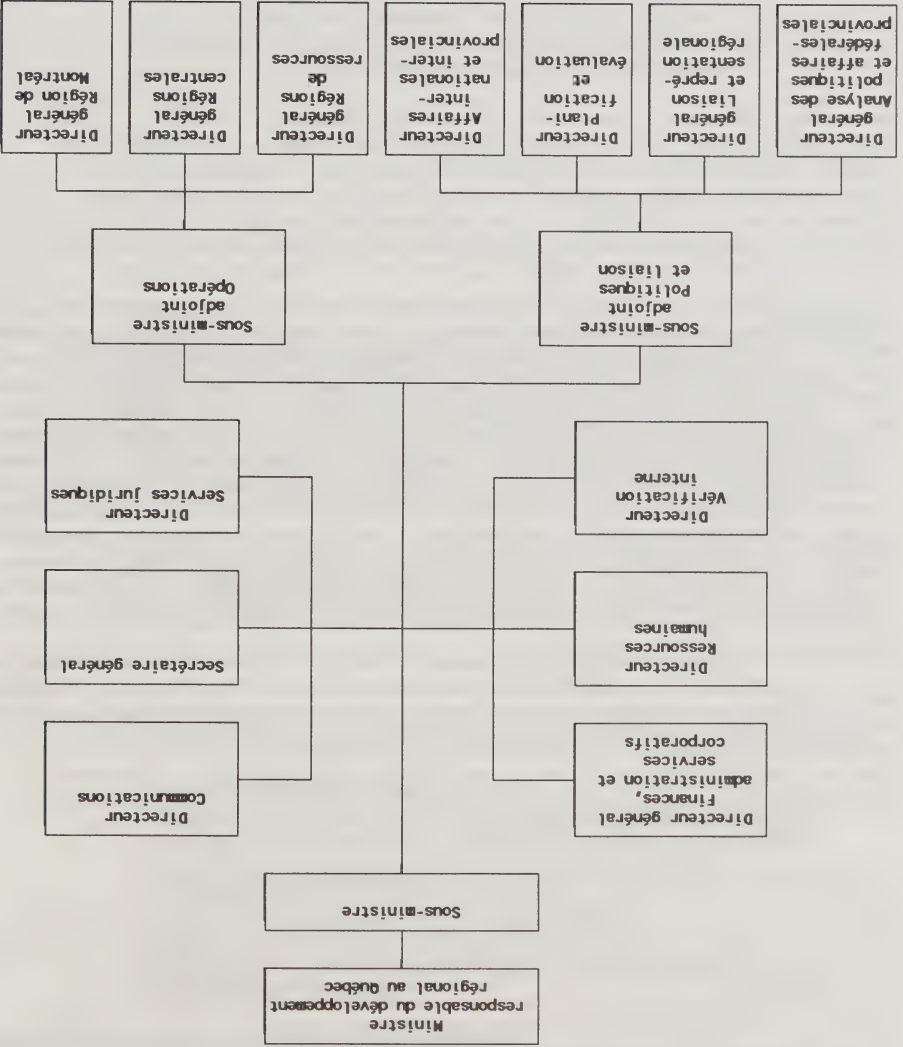 Ministre
responsable du développement
régional au Québec
Sous-ministre
Directeur général
Finances,
administration et
services
corporatifs
Directeur
Communications
Directeur
Ressources
humaines
Secrétaire général
Directeur
Vérification
interne
Directeur
Services juridiques
Sous-ministre
adjoint
Politiques
et liaison
Sous-ministre
adjoint
Opérations
Directeur
général
Analyse des
politiques
et affaires
fédérales-
provinciales
Directeur
général
Liaison
et repré-
sentation
régionale
Directeur
Plani-
fication
et
évaluation
Directeur
Affaires
inter-
nationales
et inter-
provinciales
Directeur
général
Régions
de
ressources
Directeur
général
Régions
centrales
Directeur
général
Région de
Montréal